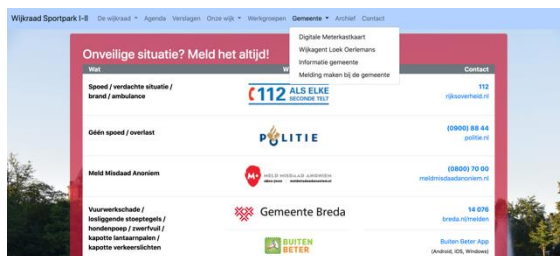 Wijkraad Sportpark I-II De wijkraad Agenda Verslagen Onze wijk Werkgroepen Gemeente Archief Contact
Digitale Meterkastkaart
Wijkagent Loek Oerlemans
Informatie gemeente
Melding maken bij de gemeente
Onveilige situatie? Meld het altijd!
Wat W Contact
Spoed / verdachte situatie /
brand / ambulance
112 ALS ELKE
SECONDE TELT
112
rijksoverheid.nl
Géén spoed / overlast
POLITIE
(0900) 88 44
politie.nl
Meld Misdaad Anoniem
M
MELD MISDAAD ANONIEM
(0800) 70 00
meldmisdaadanoniem.nl
Vuurwerkschade /
losliggende stoeptegels /
hondenpoep / zwerfvuil /
kapotte lantaarnpalen /
kapotte verkeerslichten
Gemeente Breda
14 076
breda.nl/melden
BUITEN
BETER
Buiten Beter App
(Android, iOS, Windows)